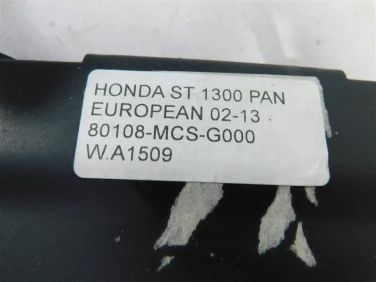 HONDA ST 1300 PAN
EUROPEAN 02-13
80108-MCS-G000
W.A1509